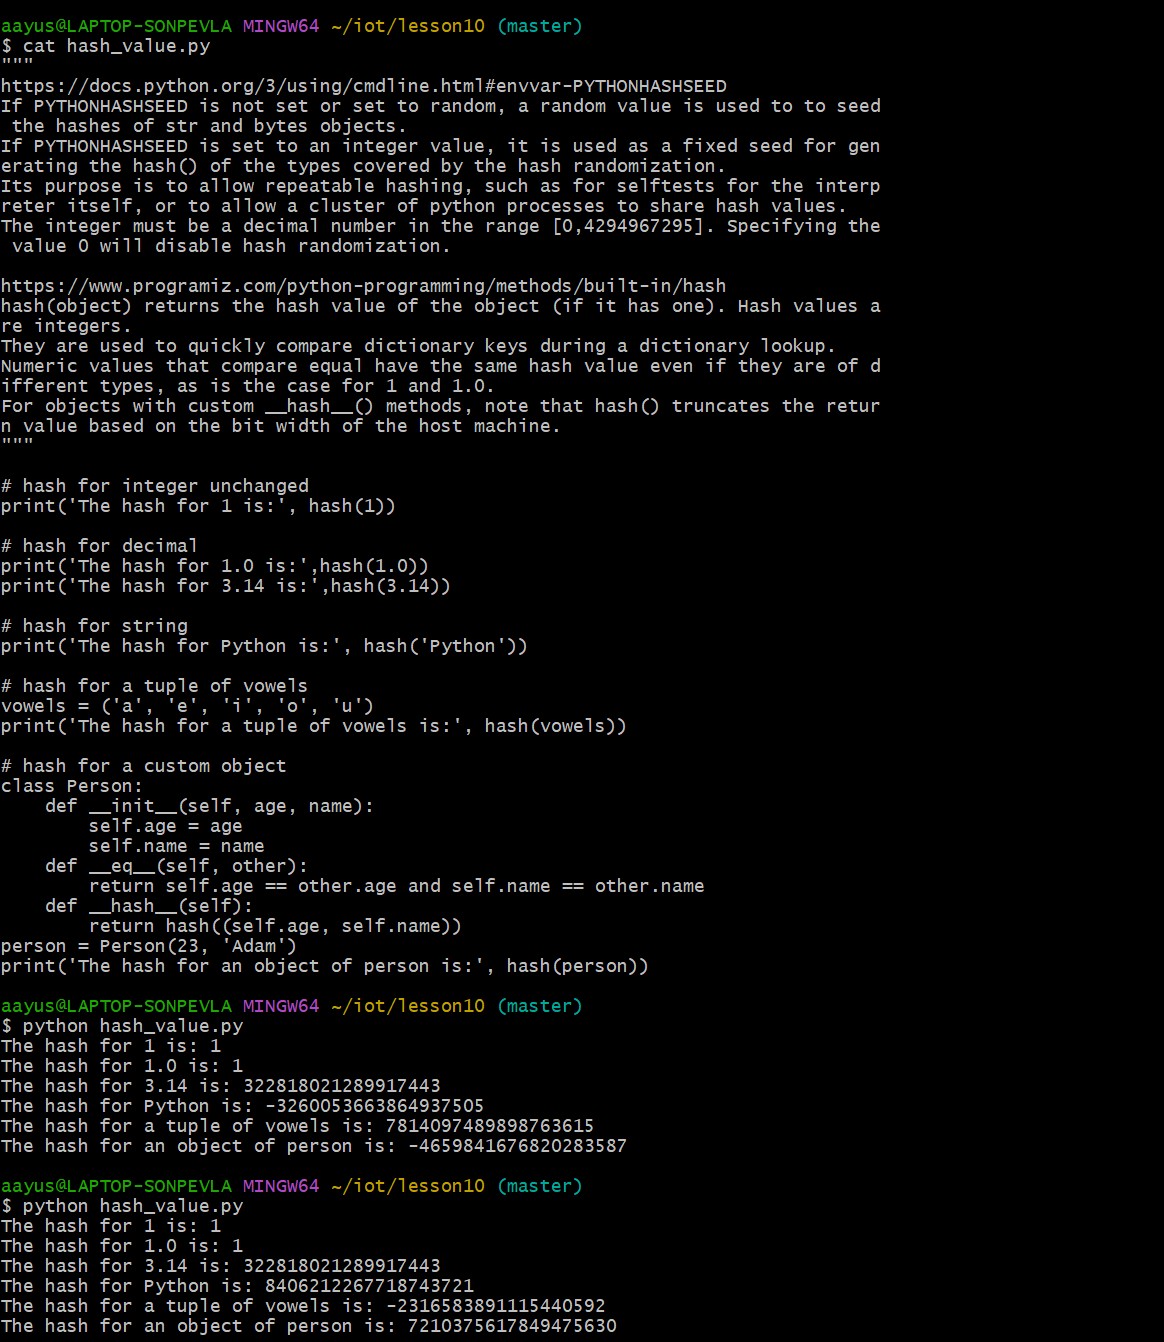 aayus@LAPTOP-SONPEVLA MINGW64 ~/iot/lesson10 (master)
$ cat hash_value.py
"""
https://docs.python.org/3/using/cmdline.html#envvar-PYTHONHASHSEED
If PYTHONHASHSEED is not set or set to random, a random value is used to to seed
 the hashes of str and bytes objects.
If PYTHONHASHSEED is set to an integer value, it is used as a fixed seed for gen
erating the hash() of the types covered by the hash randomization.
Its purpose is to allow repeatable hashing, such as for selftests for the interp
reter itself, or to allow a cluster of python processes to share hash values.
The integer must be a decimal number in the range [0,4294967295]. Specifying the
 value 0 will disable hash randomization.

https://www.programiz.com/python-programming/methods/built-in/hash
hash(object) returns the hash value of the object (if it has one). Hash values a
re integers.
They are used to quickly compare dictionary keys during a dictionary lookup.
Numeric values that compare equal have the same hash value even if they are of d
ifferent types, as is the case for 1 and 1.0.
For objects with custom __hash__() methods, note that hash() truncates the retur
n value based on the bit width of the host machine.
"""

# hash for integer unchanged
print('The hash for 1 is:', hash(1))

# hash for decimal
print('The hash for 1.0 is:',hash(1.0))
print('The hash for 3.14 is:',hash(3.14))

# hash for string
print('The hash for Python is:', hash('Python'))

# hash for a tuple of vowels
vowels = ('a', 'e', 'i', 'o', 'u')
print('The hash for a tuple of vowels is:', hash(vowels))

# hash for a custom object
class Person:
    def __init__(self, age, name):
        self.age = age
        self.name = name
    def __eq__(self, other):
        return self.age == other.age and self.name == other.name
    def __hash__(self):
        return hash((self.age, self.name))
person = Person(23, 'Adam')
print('The hash for an object of person is:', hash(person))

aayus@LAPTOP-SONPEVLA MINGW64 ~/iot/lesson10 (master)
$ python hash_value.py
The hash for 1 is: 1
The hash for 1.0 is: 1
The hash for 3.14 is: 322818021289917443
The hash for Python is: -3260053663864937505
The hash for a tuple of vowels is: 7814097489898763615
The hash for an object of person is: -4659841676820283587

aayus@LAPTOP-SONPEVLA MINGW64 ~/iot/lesson10 (master)
$ python hash_value.py
The hash for 1 is: 1
The hash for 1.0 is: 1
The hash for 3.14 is: 322818021289917443
The hash for Python is: 8406212267718743721
The hash for a tuple of vowels is: -2316583891115440592
The hash for an object of person is: 7210375617849475630